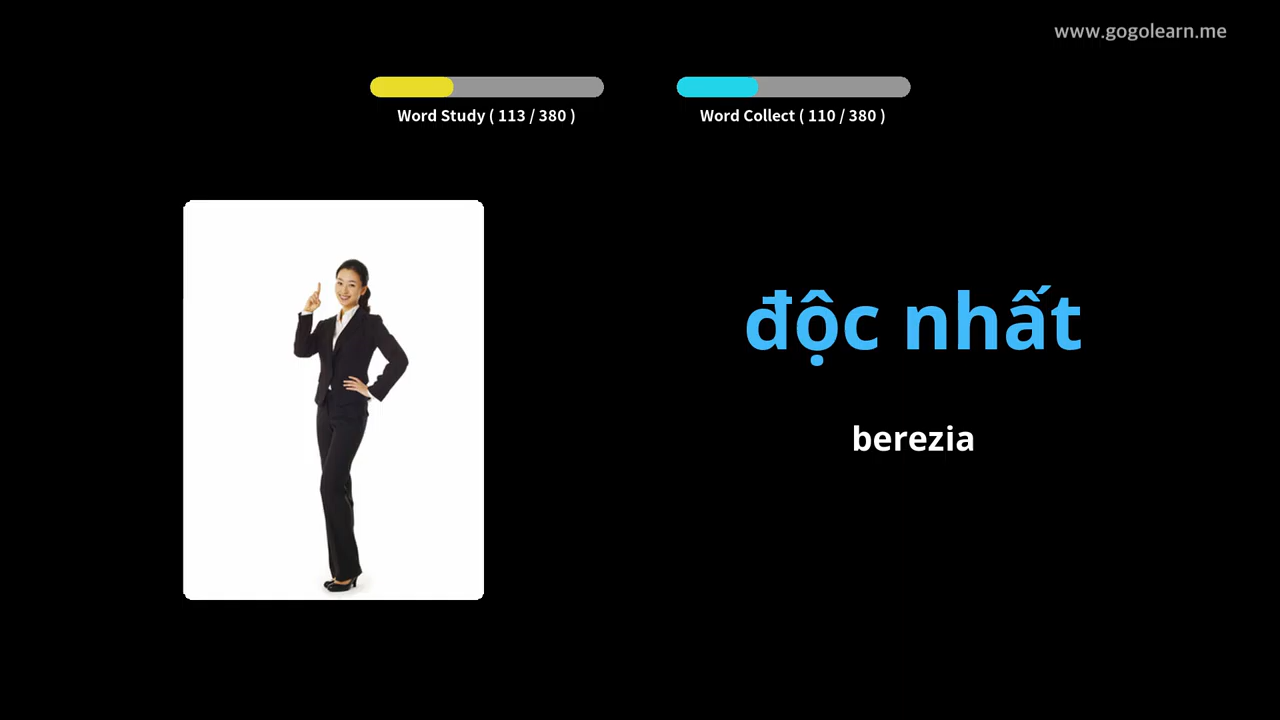 www.gogolearn.me
Word Study ( 113 / 380 )
Word Collect ( 110 / 380 )
độc nhất
berezia